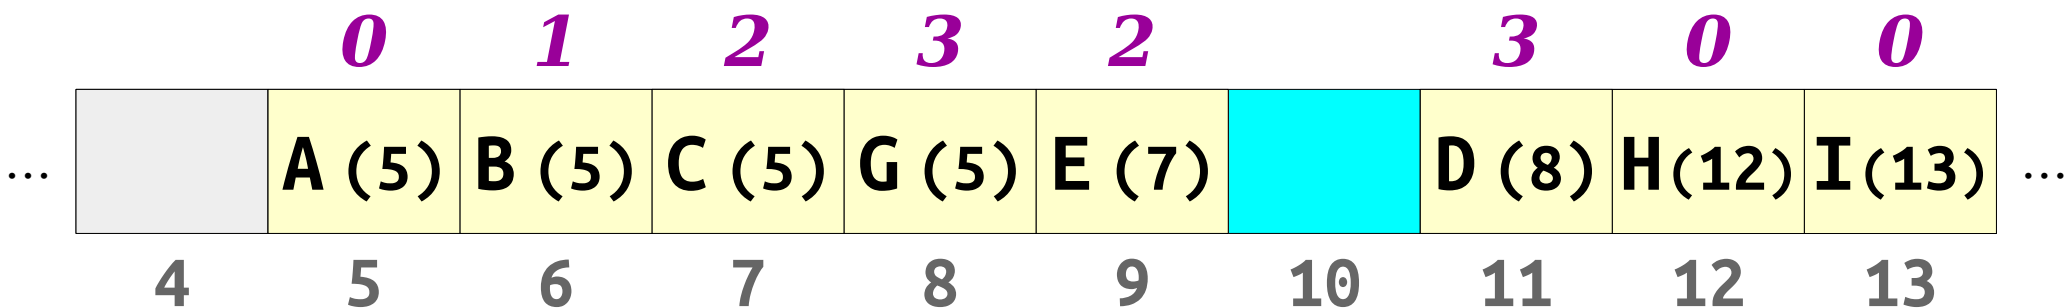 0 1 2 3 2 3 0 0
... A (5) B (5) C (5) G (5) E (7) D (8) H(12) I(13) ...
4 5 6 7 8 9 10 11 12 13